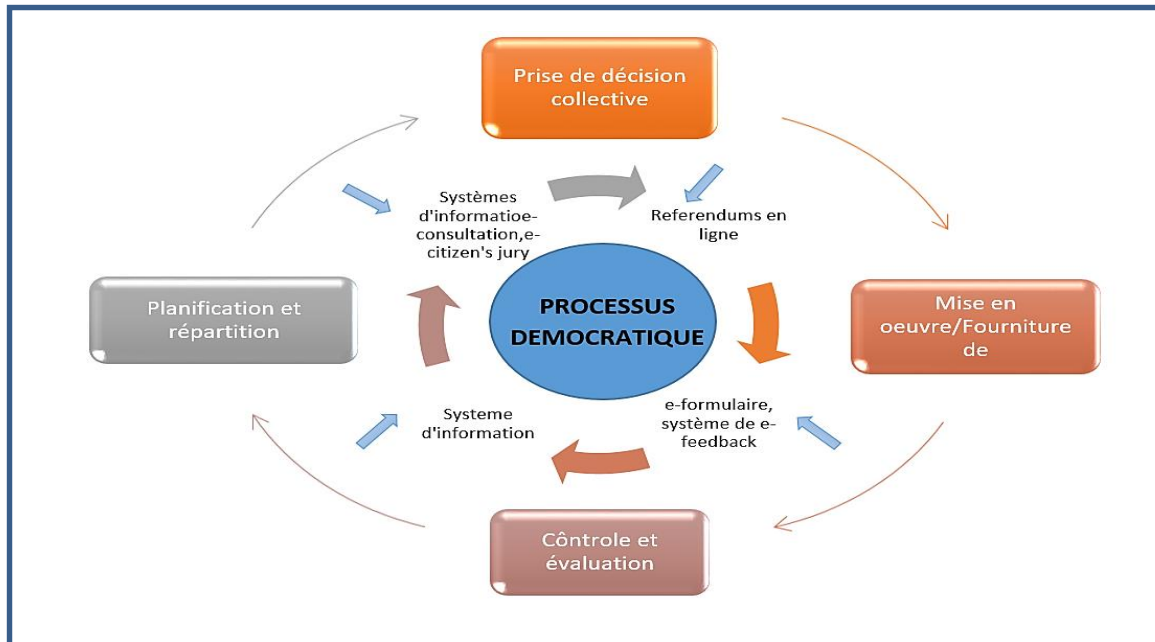 Prise de décision
collective
Systèmes
d'informatioe-
consultation,e-
citizen's jury
Referendums en
ligne
Planification et
répartition
PROCESSUS
DEMOCRATIQUE
Mise en
oeuvre/Fourniture
de
Systeme
d'information
e-formulaire,
système de e-
feedback
Côntrole et
évaluation